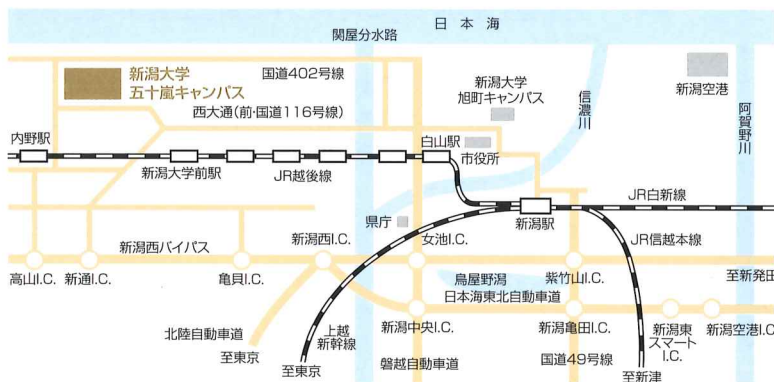 日本海
関屋分水路
新潟大学
五十嵐キャンパス
国道402号線
新潟大学
旭町キャンパス
新潟空港
西大通(前・国道116号線)
信濃川
阿賀野川
内野駅
白山駅
市役所
新潟大学前駅
JR越後線
JR白新線
新潟駅
県庁
JR信越本線
新潟西バイパス
新潟西I.C.
女池I.C.
高山I.C.
新通I.C.
亀貝I.C.
鳥屋野潟
紫竹山I.C.
至新発田
日本海東北自動車道
北陸自動車道
上越
新幹線
新潟中央I.C.
新潟亀田I.C.
新潟東
スマート
I.C.
新潟空港I.C.
至東京
至東京
磐越自動車道
国道49号線
至新津